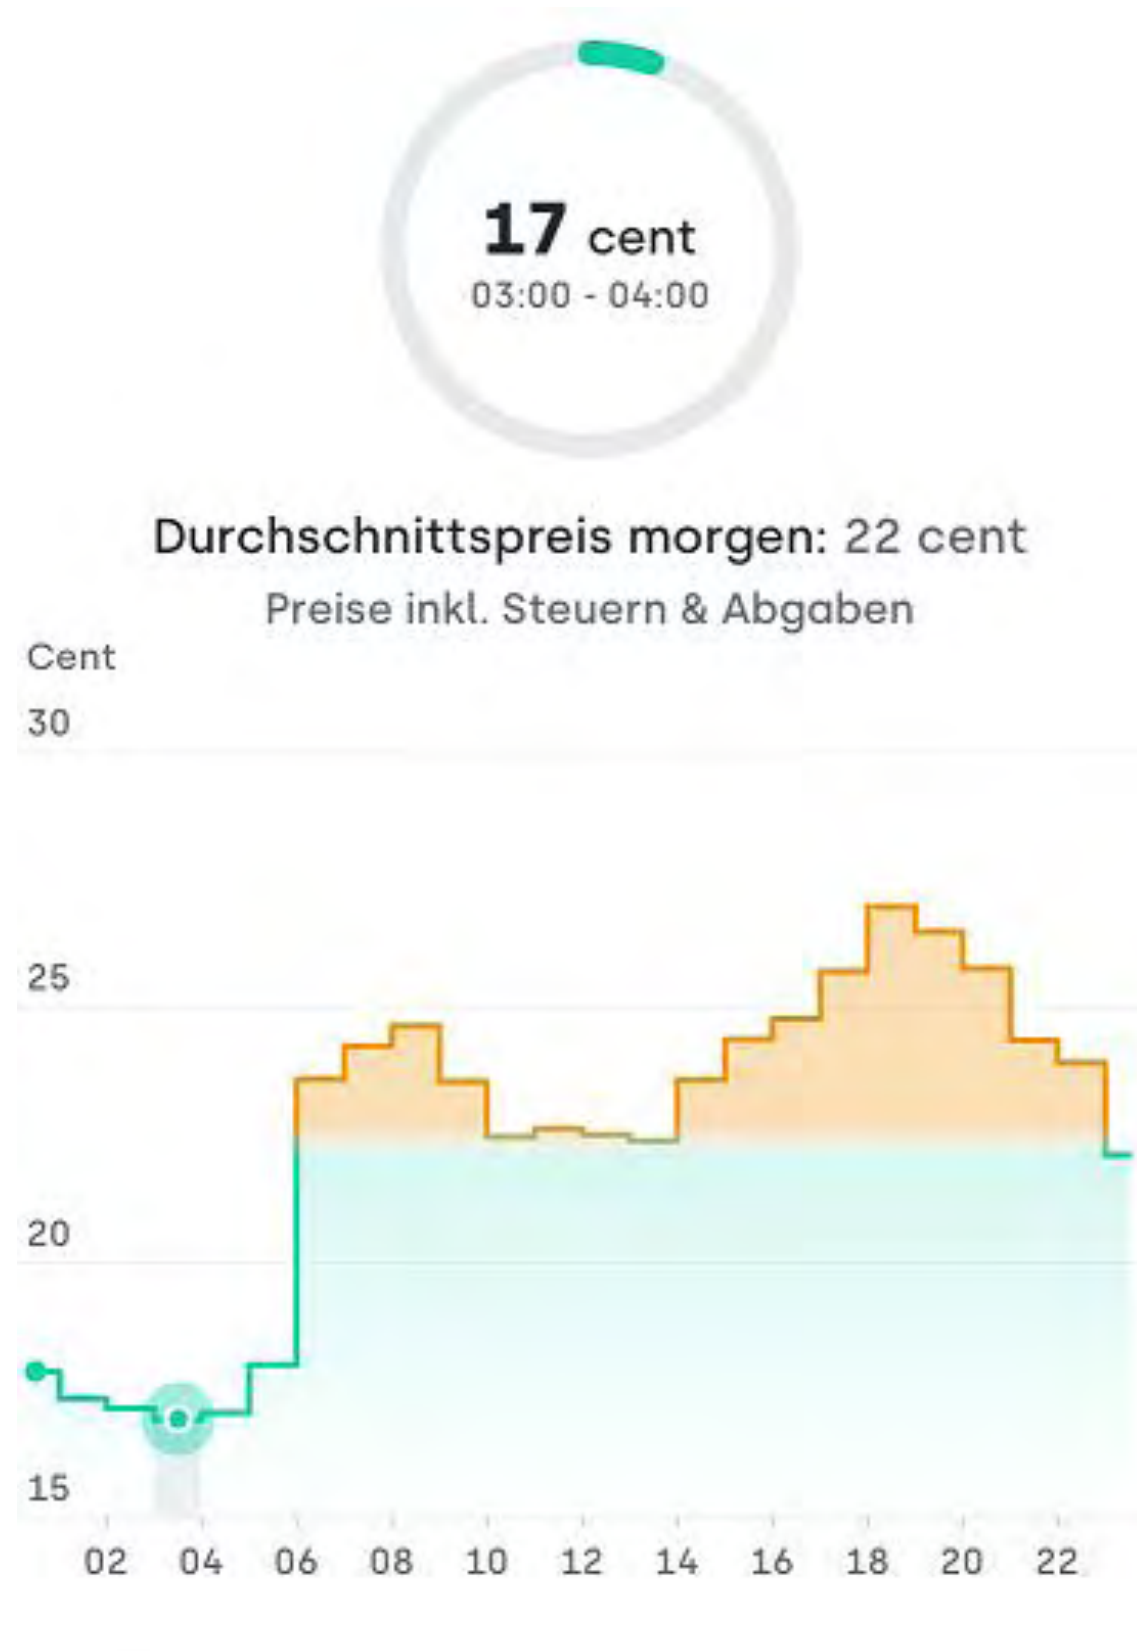 17 cent
03:00 - 04:00
Durchschnittspreis morgen: 22 cent
Preise inkl. Steuern & Abgaben
Cent
30
25
20
15
02 04 06 08 10 12 14 16 18 20 22